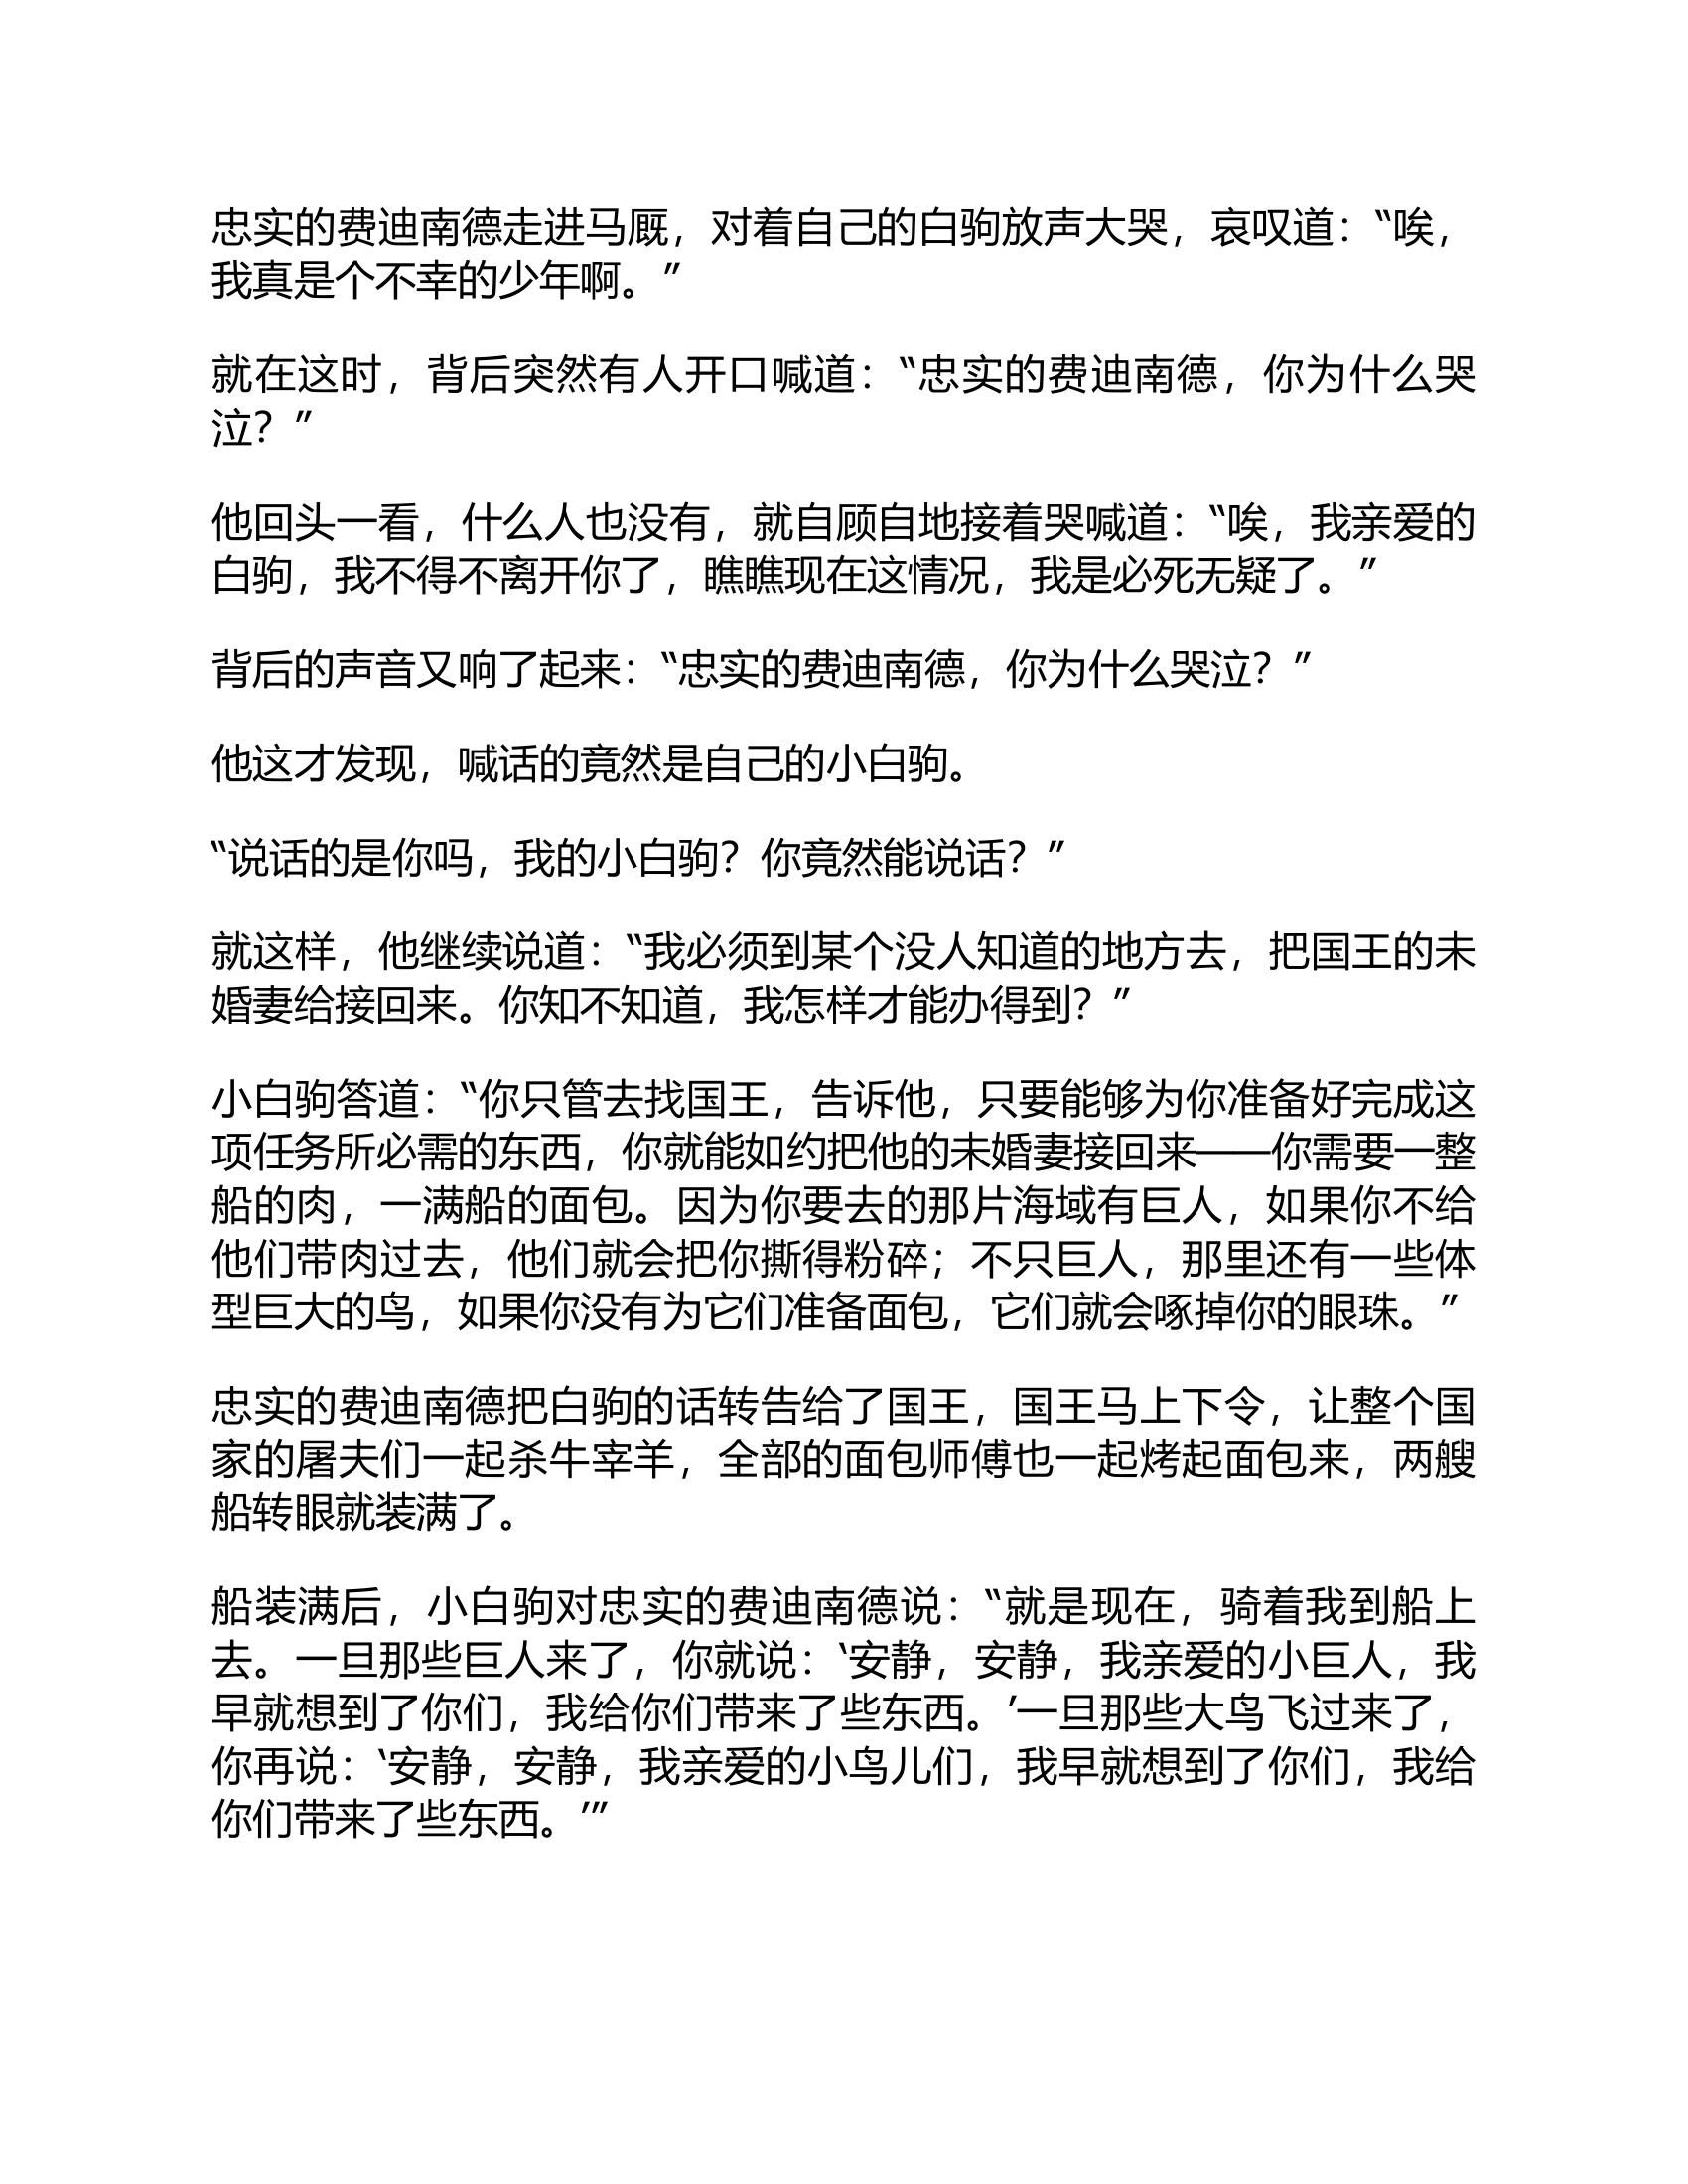 忠实的费迪南德走进马厩，对着自己的白驹放声大哭，哀叹道：“唉，
我真是个不幸的少年啊。”
就在这时，背后突然有人开口喊道：“忠实的费迪南德，你为什么哭
泣？”
他回头一看，什么人也没有，就自顾自地接着哭喊道：“唉，我亲爱的
白驹，我不得不离开你了，瞧瞧现在这情况，我是必死无疑了。”
背后的声音又响了起来：“忠实的费迪南德，你为什么哭泣？”
他这才发现，喊话的竟然是自己的小白驹。
“说话的是你吗，我的小白驹？你竟然能说话？”
就这样，他继续说道：“我必须到某个没人知道的地方去，把国王的未
婚妻给接回来。你知不知道，我怎样才能办得到？”
小白驹答道：“你只管去找国王，告诉他，只要能够为你准备好完成这
项任务所必需的东西，你就能如约把他的未婚妻接回来——你需要一整
船的肉，一满船的面包。因为你要去的那片海域有巨人，如果你不给
他们带肉过去，他们就会把你撕得粉碎；不只巨人，那里还有一些体
型巨大的鸟，如果你没有为它们准备面包，它们就会啄掉你的眼珠。”
忠实的费迪南德把白驹的话转告给了国王，国王马上下令，让整个国
家的屠夫们一起杀牛宰羊，全部的面包师傅也一起烤起面包来，两艘
船转眼就装满了。
船装满后，小白驹对忠实的费迪南德说：“就是现在，骑着我到船上
去。一旦那些巨人来了，你就说：‘安静，安静，我亲爱的小巨人，我
早就想到了你们，我给你们带来了些东西。’一旦那些大鸟飞过来了，
你再说：‘安静，安静，我亲爱的小鸟儿们，我早就想到了你们，我给
你们带来了些东西。’”